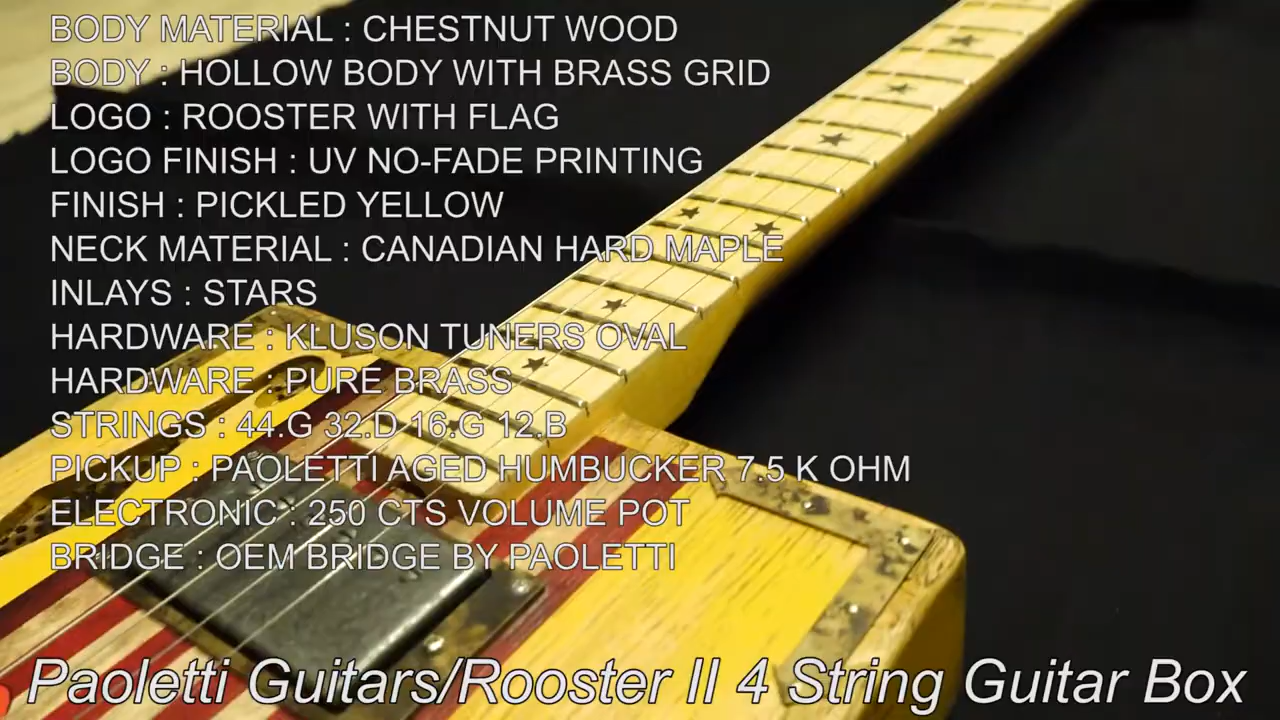 BODY MATERIAL : CHESTNUT WOOD
BODY : HOLLOW BODY WITH BRASS GRID
LOGO : ROOSTER WITH FLAG
LOGO FINISH : UV NO-FADE PRINTING
FINISH : PICKLED YELLOW
NECK MATERIAL : CANADIAN HARD MAPLE
INLAYS : STARS
HARDWARE : KLUSON TUNERS OVAL
HARDWARE : PURE BRASS
STRINGS : 44.G 32.D 16.G 12.B
PICKUP : PAOLETTI AGED HUMBUCKER 7.5 K OHM
ELECTRONIC : 250 CTS VOLUME POT
BRIDGE : OEM BRIDGE BY PAOLETTI
Paoletti Guitars/Rooster II 4 String Guitar Box